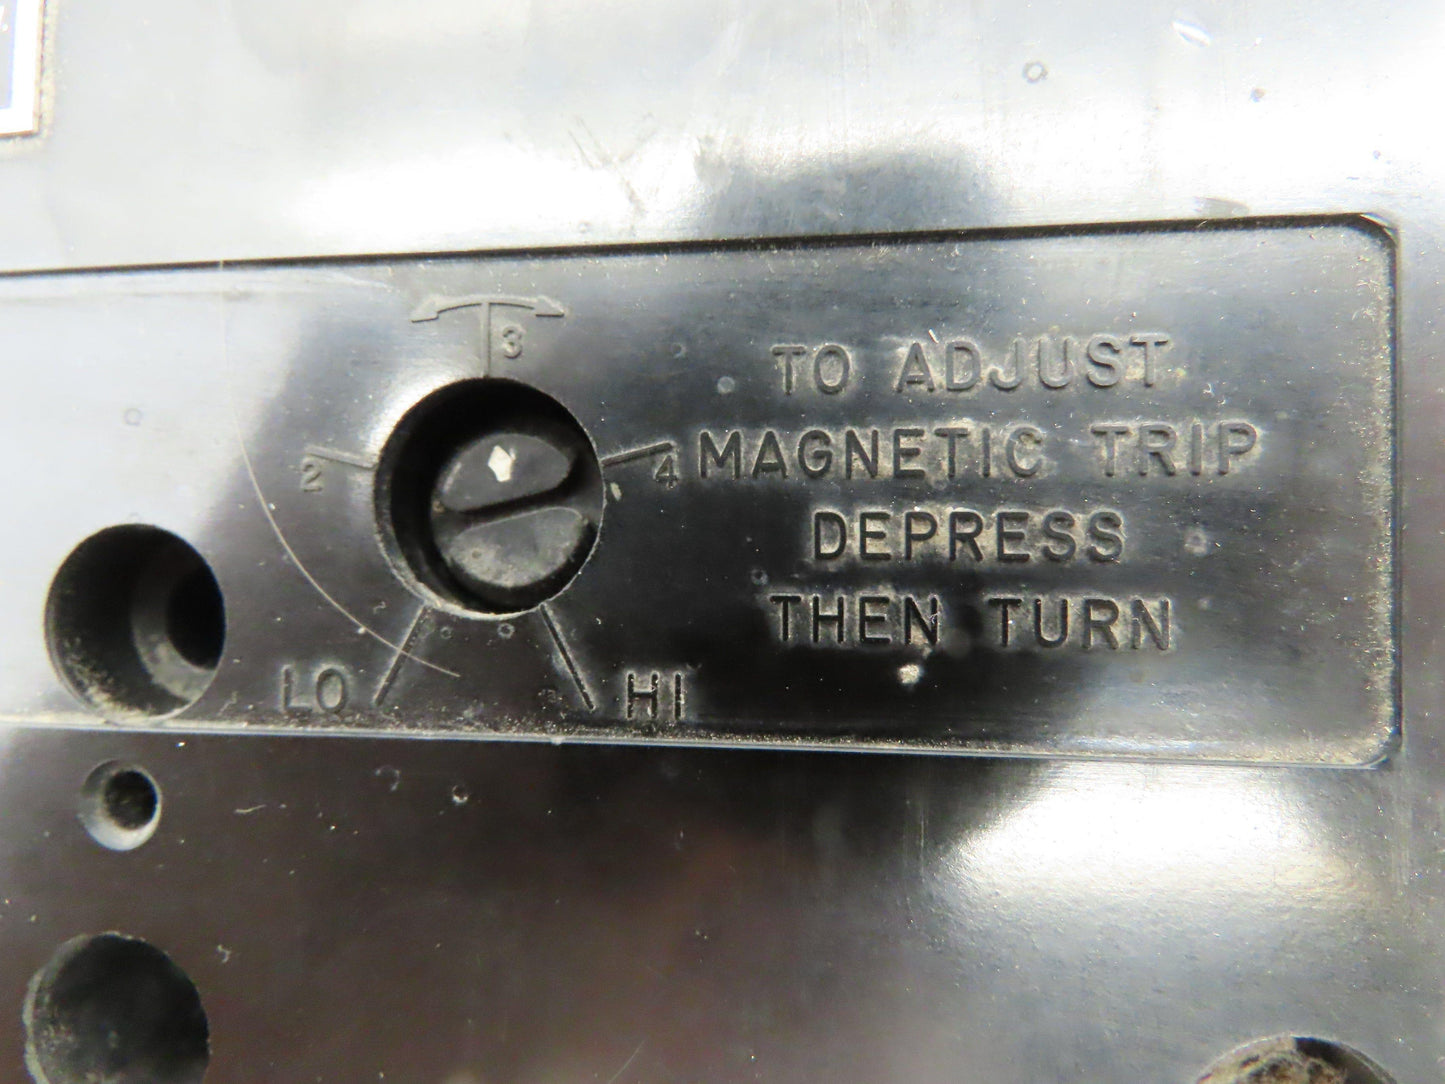 3
2
4
LO
HI
TO ADJUST
MAGNETIC TRIP
DEPRESS
THEN TURN